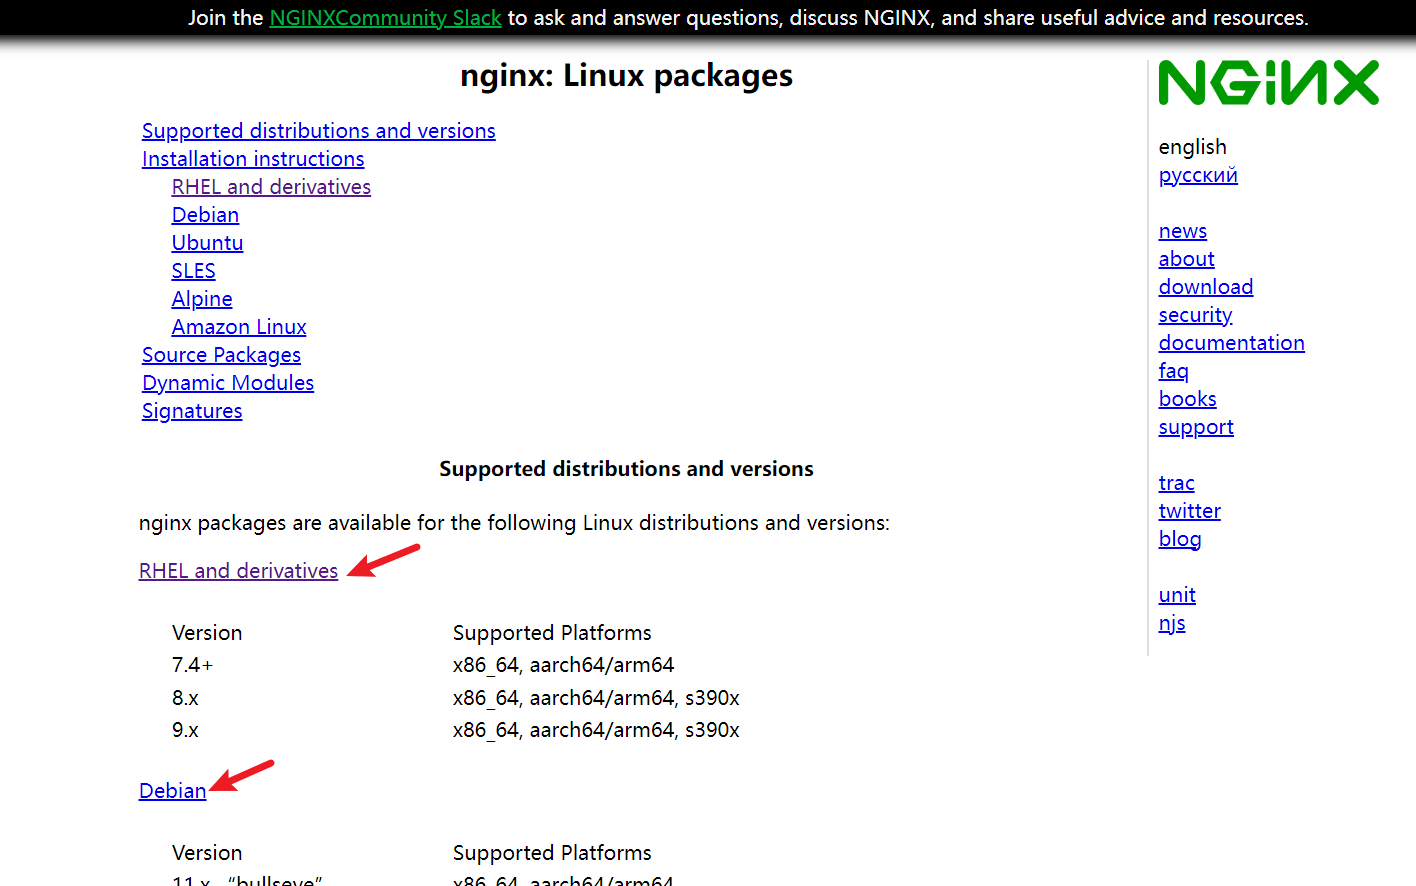 Join the NGINXCommunity Slack to ask and answer questions, discuss NGINX, and share useful advice and resources.
nginx: Linux packages
Supported distributions and versions
Installation instructions
RHEL and derivatives
Debian
Ubuntu
SLES
Alpine
Amazon Linux
Source Packages
Dynamic Modules
Signatures
Supported distributions and versions
nginx packages are available for the following Linux distributions and versions:
RHEL and derivatives
Version Supported Platforms
7.4+ x86_64, aarch64/arm64
8.x x86_64, aarch64/arm64, s390x
9.x x86_64, aarch64/arm64, s390x
Debian
Version Supported Platforms
11.x "bullseye" x86_64, aarch64/arm64
NGINX
english
русский
news
about
download
security
documentation
faq
books
support
trac
twitter
blog
unit
njs